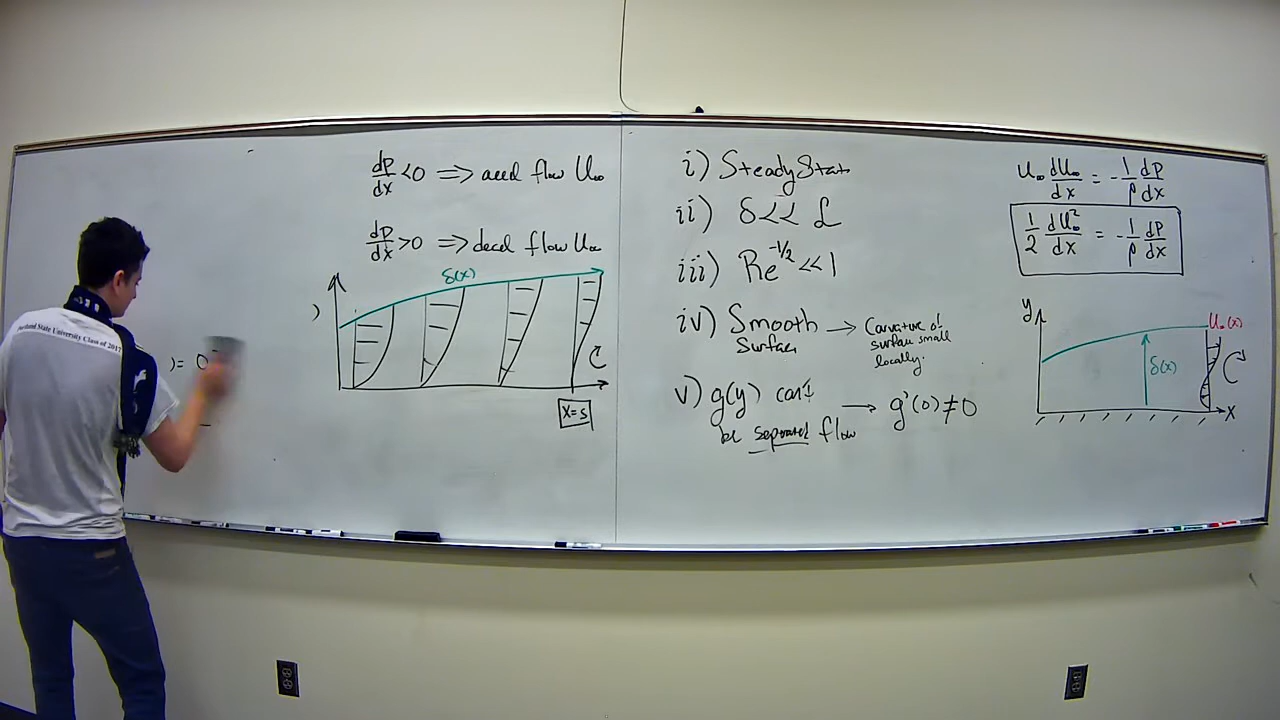 dP/dx < 0 => accel flow U∞
dP/dx > 0 => decel flow U∞
δ(x)
)
x=s
)= 0
i) Steady State
ii) δ << L
iii) Re^-1/2 << 1
iv) Smooth Surface → Curvature of surface small locally.
v) g(y) can't be separated flow → g'(0) ≠ 0
U∞ dU∞/dx = -1/ρ dP/dx
1/2 dU∞²/dx = -1/ρ dP/dx
y
U∞(x)
δ(x)
x
Portland State University Class of 2017